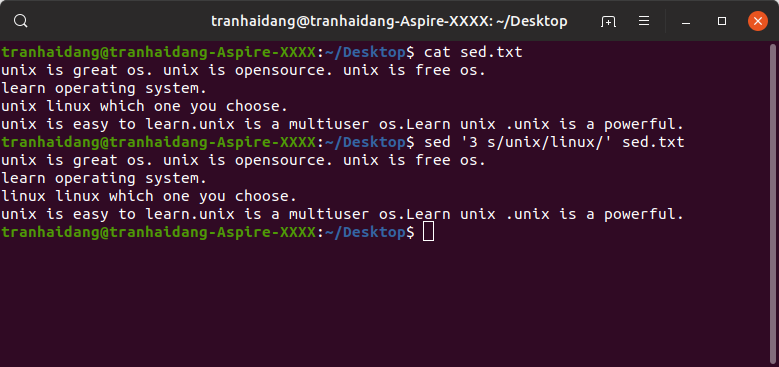 tranhaidang@tranhaidang-Aspire-XXXX: ~/Desktop
tranhaidang@tranhaidang-Aspire-XXXX:~/Desktop$ cat sed.txt
unix is great os. unix is opensource. unix is free os.
learn operating system.
unix linux which one you choose.
unix is easy to learn.unix is a multiuser os.Learn unix .unix is a powerful.
tranhaidang@tranhaidang-Aspire-XXXX:~/Desktop$ sed '3 s/unix/linux/' sed.txt
unix is great os. unix is opensource. unix is free os.
learn operating system.
linux linux which one you choose.
unix is easy to learn.unix is a multiuser os.Learn unix .unix is a powerful.
tranhaidang@tranhaidang-Aspire-XXXX:~/Desktop$